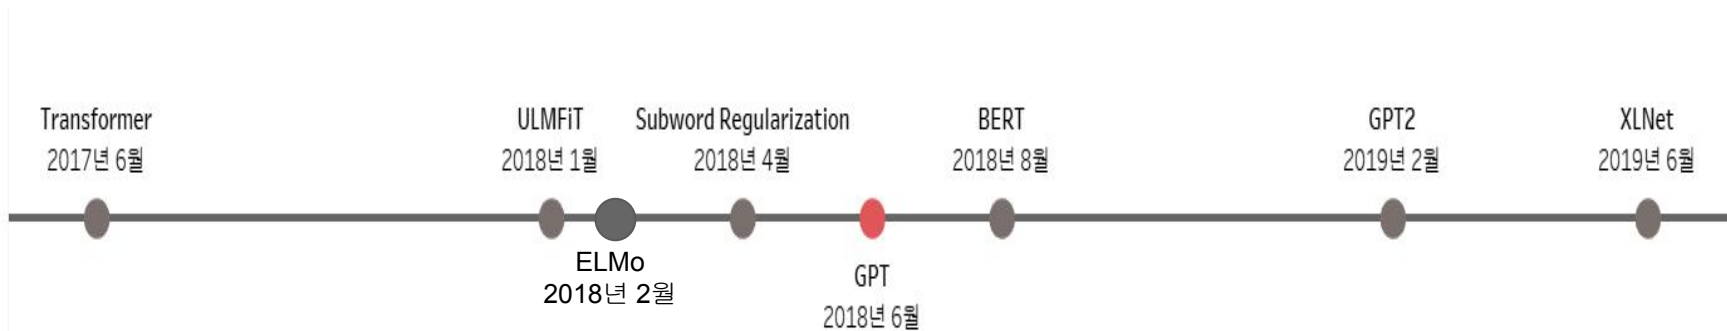 Transformer
2017년 6월
ULMFiT
2018년 1월
ELMo
2018년 2월
Subword Regularization
2018년 4월
GPT
2018년 6월
BERT
2018년 8월
GPT2
2019년 2월
XLNet
2019년 6월